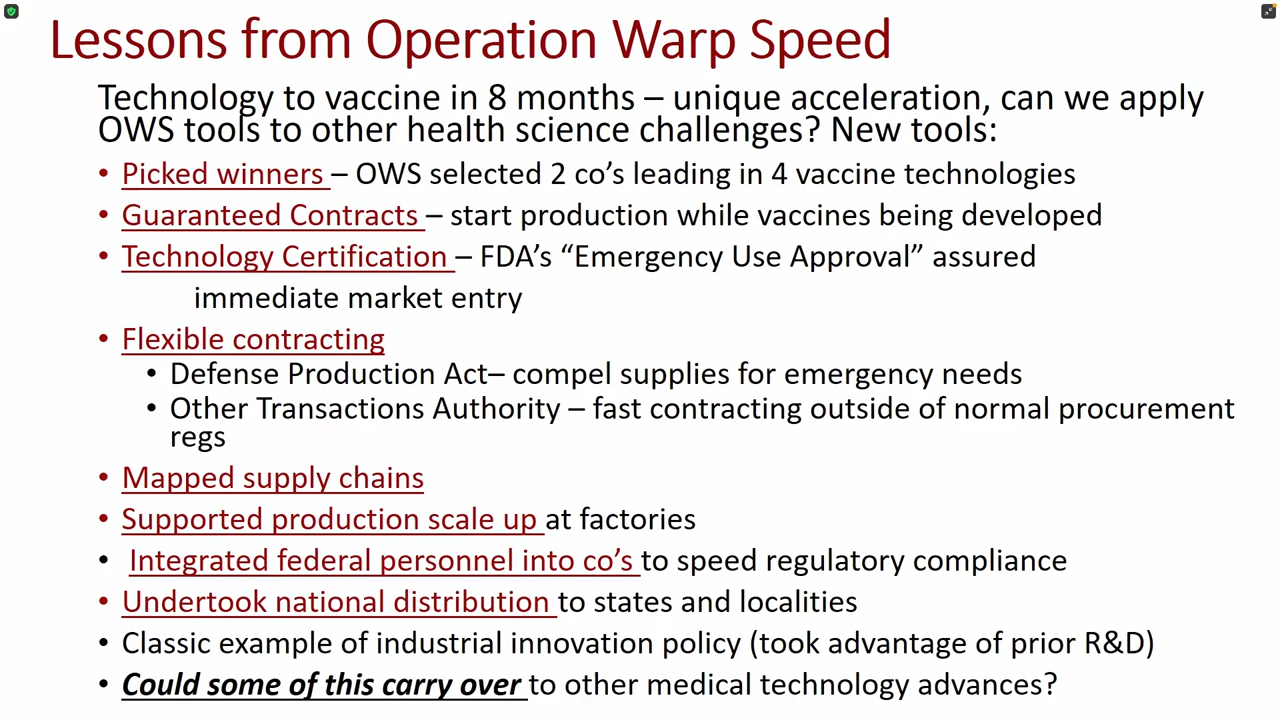 Lessons from Operation Warp Speed
Technology to vaccine in 8 months – unique acceleration, can we apply
OWS tools to other health science challenges? New tools:
• Picked winners – OWS selected 2 co’s leading in 4 vaccine technologies
• Guaranteed Contracts – start production while vaccines being developed
• Technology Certification – FDA’s “Emergency Use Approval” assured
immediate market entry
• Flexible contracting
• Defense Production Act– compel supplies for emergency needs
• Other Transactions Authority – fast contracting outside of normal procurement
regs
• Mapped supply chains
• Supported production scale up at factories
• Integrated federal personnel into co’s to speed regulatory compliance
• Undertook national distribution to states and localities
• Classic example of industrial innovation policy (took advantage of prior R&D)
• Could some of this carry over to other medical technology advances?